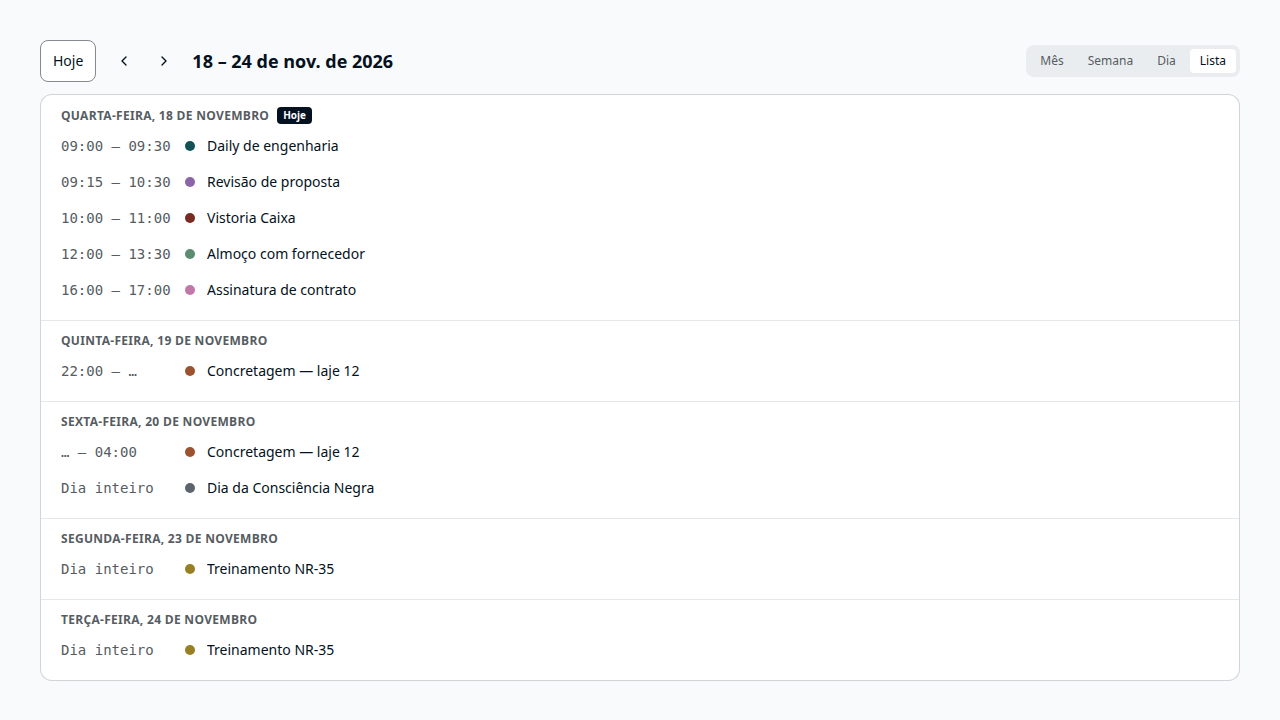 Hoje
18 – 24 de nov. de 2026
Mês
Semana
Dia
Lista
QUARTA-FEIRA, 18 DE NOVEMBRO Hoje
09:00 – 09:30 Daily de engenharia
09:15 – 10:30 Revisão de proposta
10:00 – 11:00 Vistoria Caixa
12:00 – 13:30 Almoço com fornecedor
16:00 – 17:00 Assinatura de contrato
QUINTA-FEIRA, 19 DE NOVEMBRO
22:00 – … Concretagem — laje 12
SEXTA-FEIRA, 20 DE NOVEMBRO
… – 04:00 Concretagem — laje 12
Dia inteiro Dia da Consciência Negra
SEGUNDA-FEIRA, 23 DE NOVEMBRO
Dia inteiro Treinamento NR-35
TERÇA-FEIRA, 24 DE NOVEMBRO
Dia inteiro Treinamento NR-35